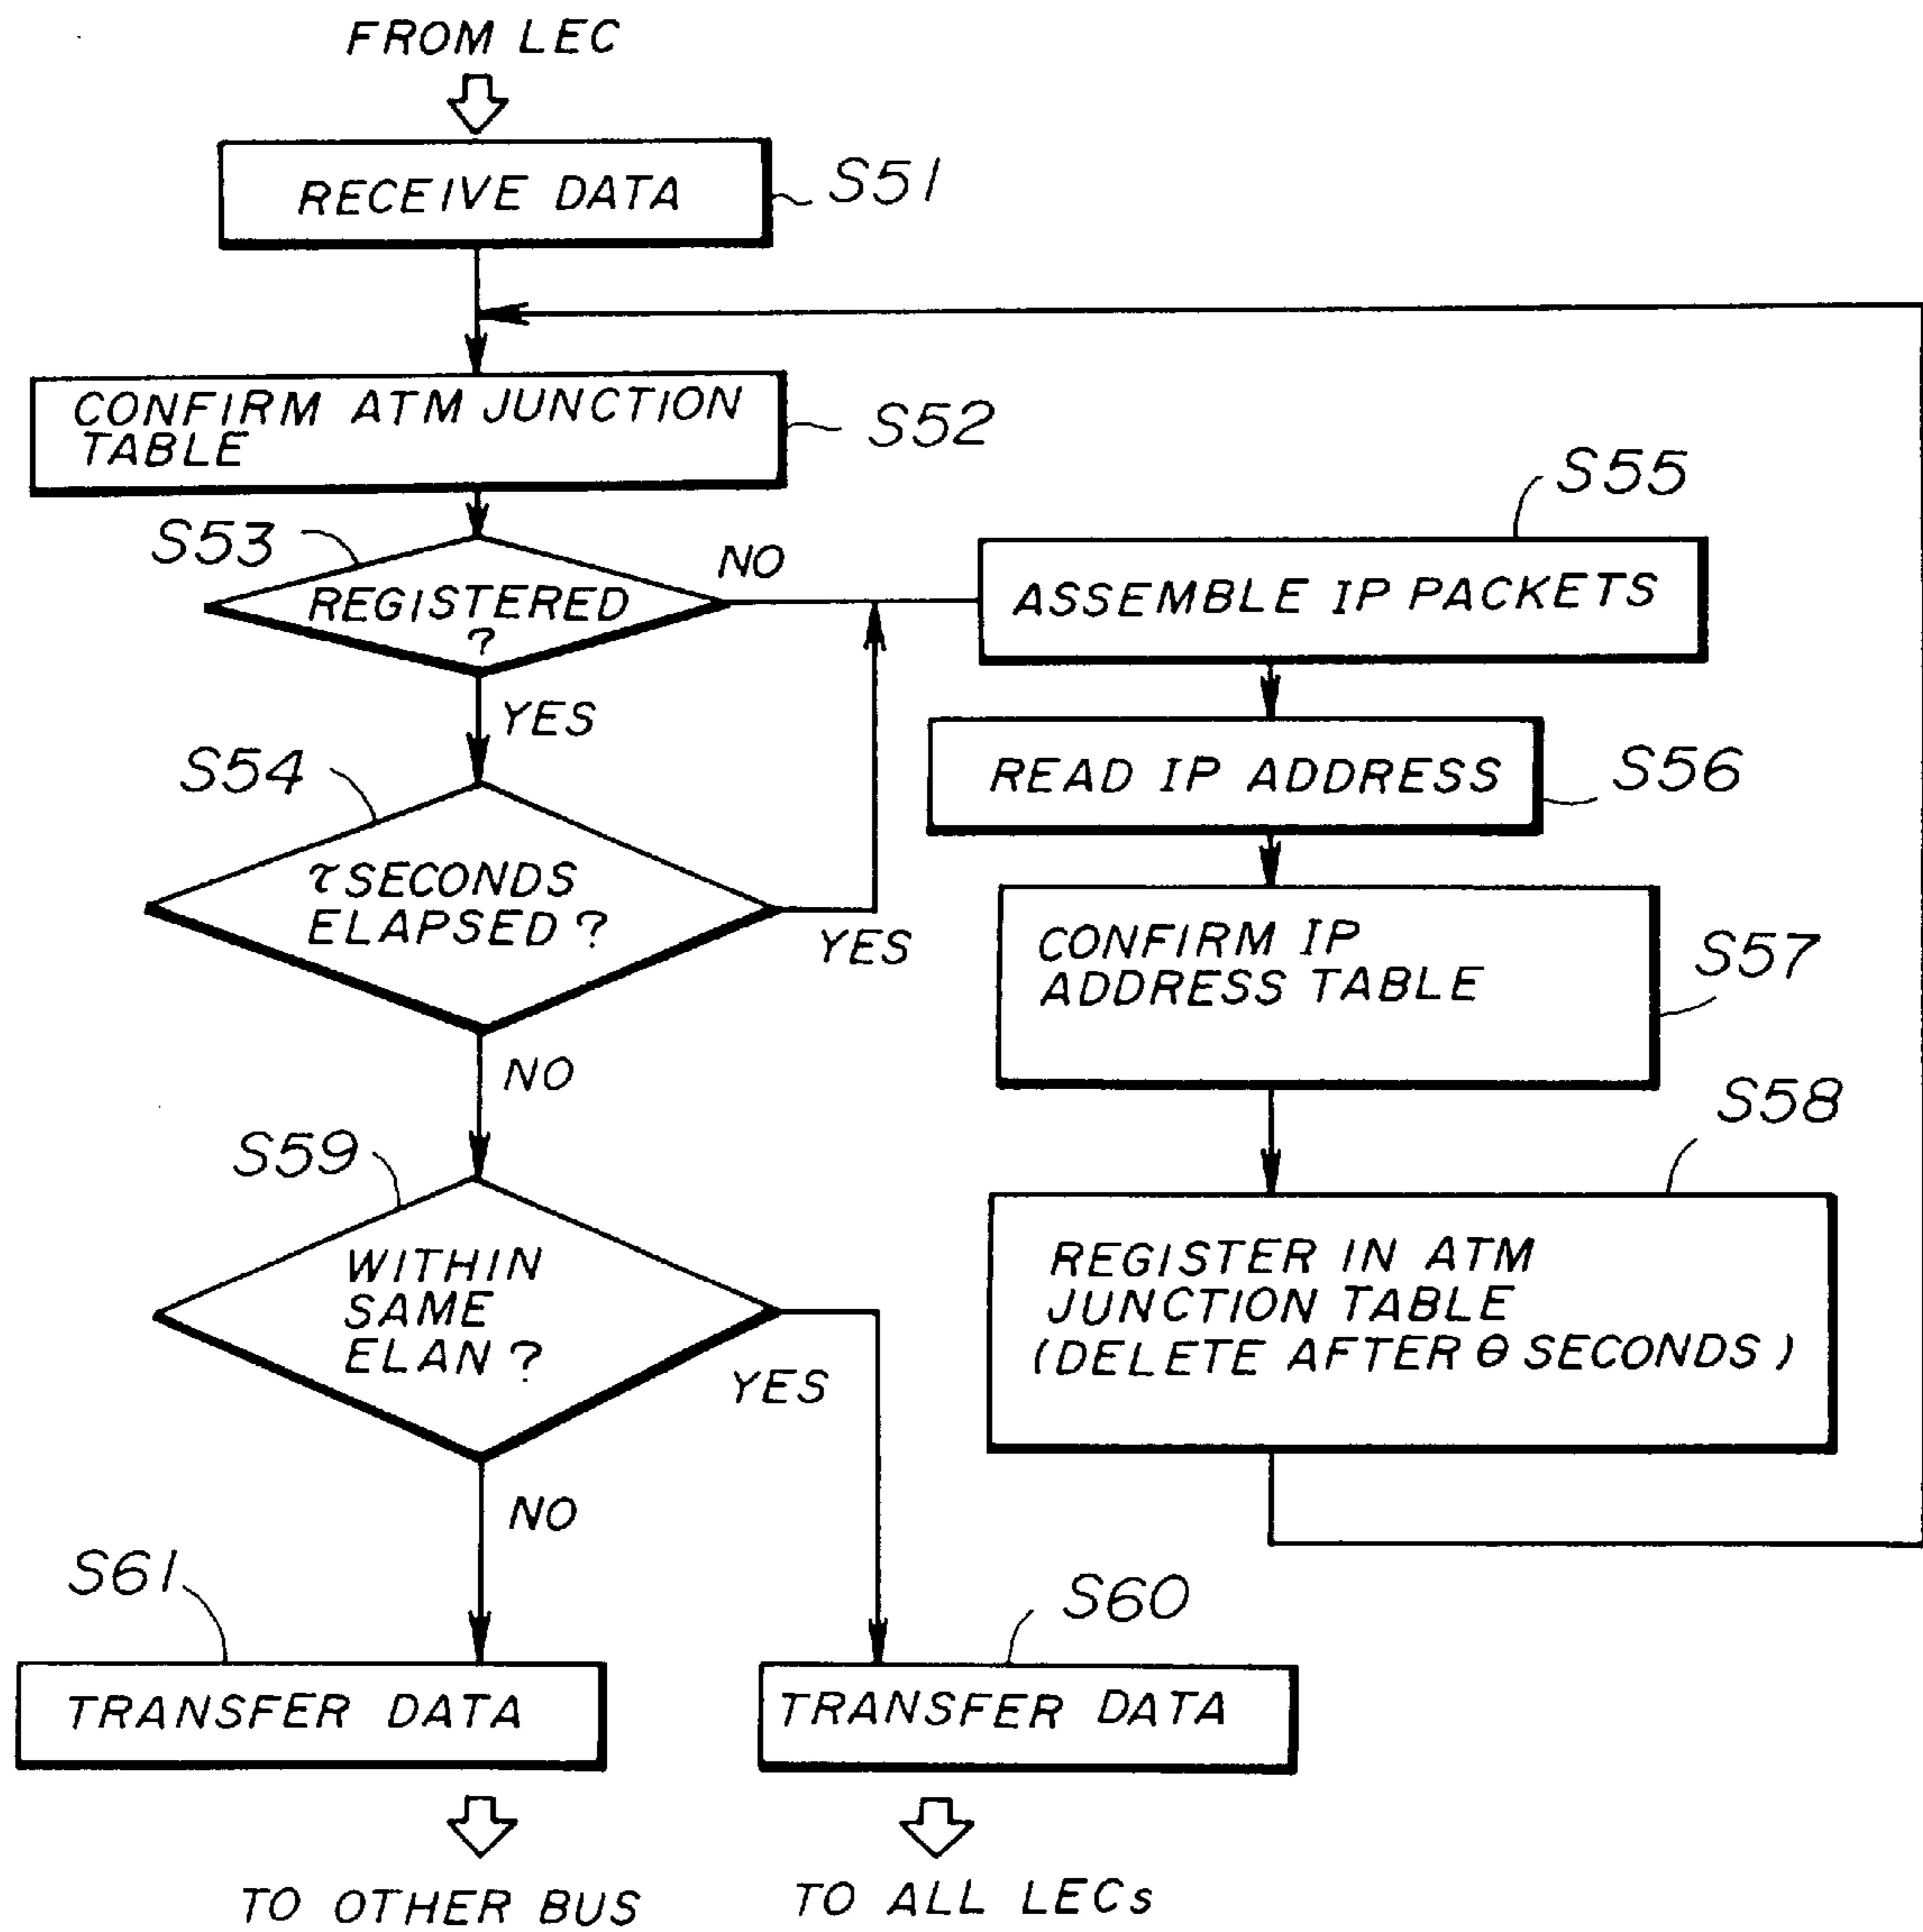 FROM LEC
RECEIVE DATA
S51
CONFIRM ATM JUNCTION
TABLE
S52
S53
REGISTERED
?
NO
YES
S55
ASSEMBLE IP PACKETS
READ IP ADDRESS
S56
S54
τ SECONDS
ELAPSED ?
YES
NO
CONFIRM IP
ADDRESS TABLE
S57
S58
REGISTER IN ATM
JUNCTION TABLE
(DELETE AFTER θ SECONDS )
S59
WITHIN
SAME
ELAN ?
YES
NO
S61
TRANSFER DATA
S60
TRANSFER DATA
TO OTHER BUS
TO ALL LECs